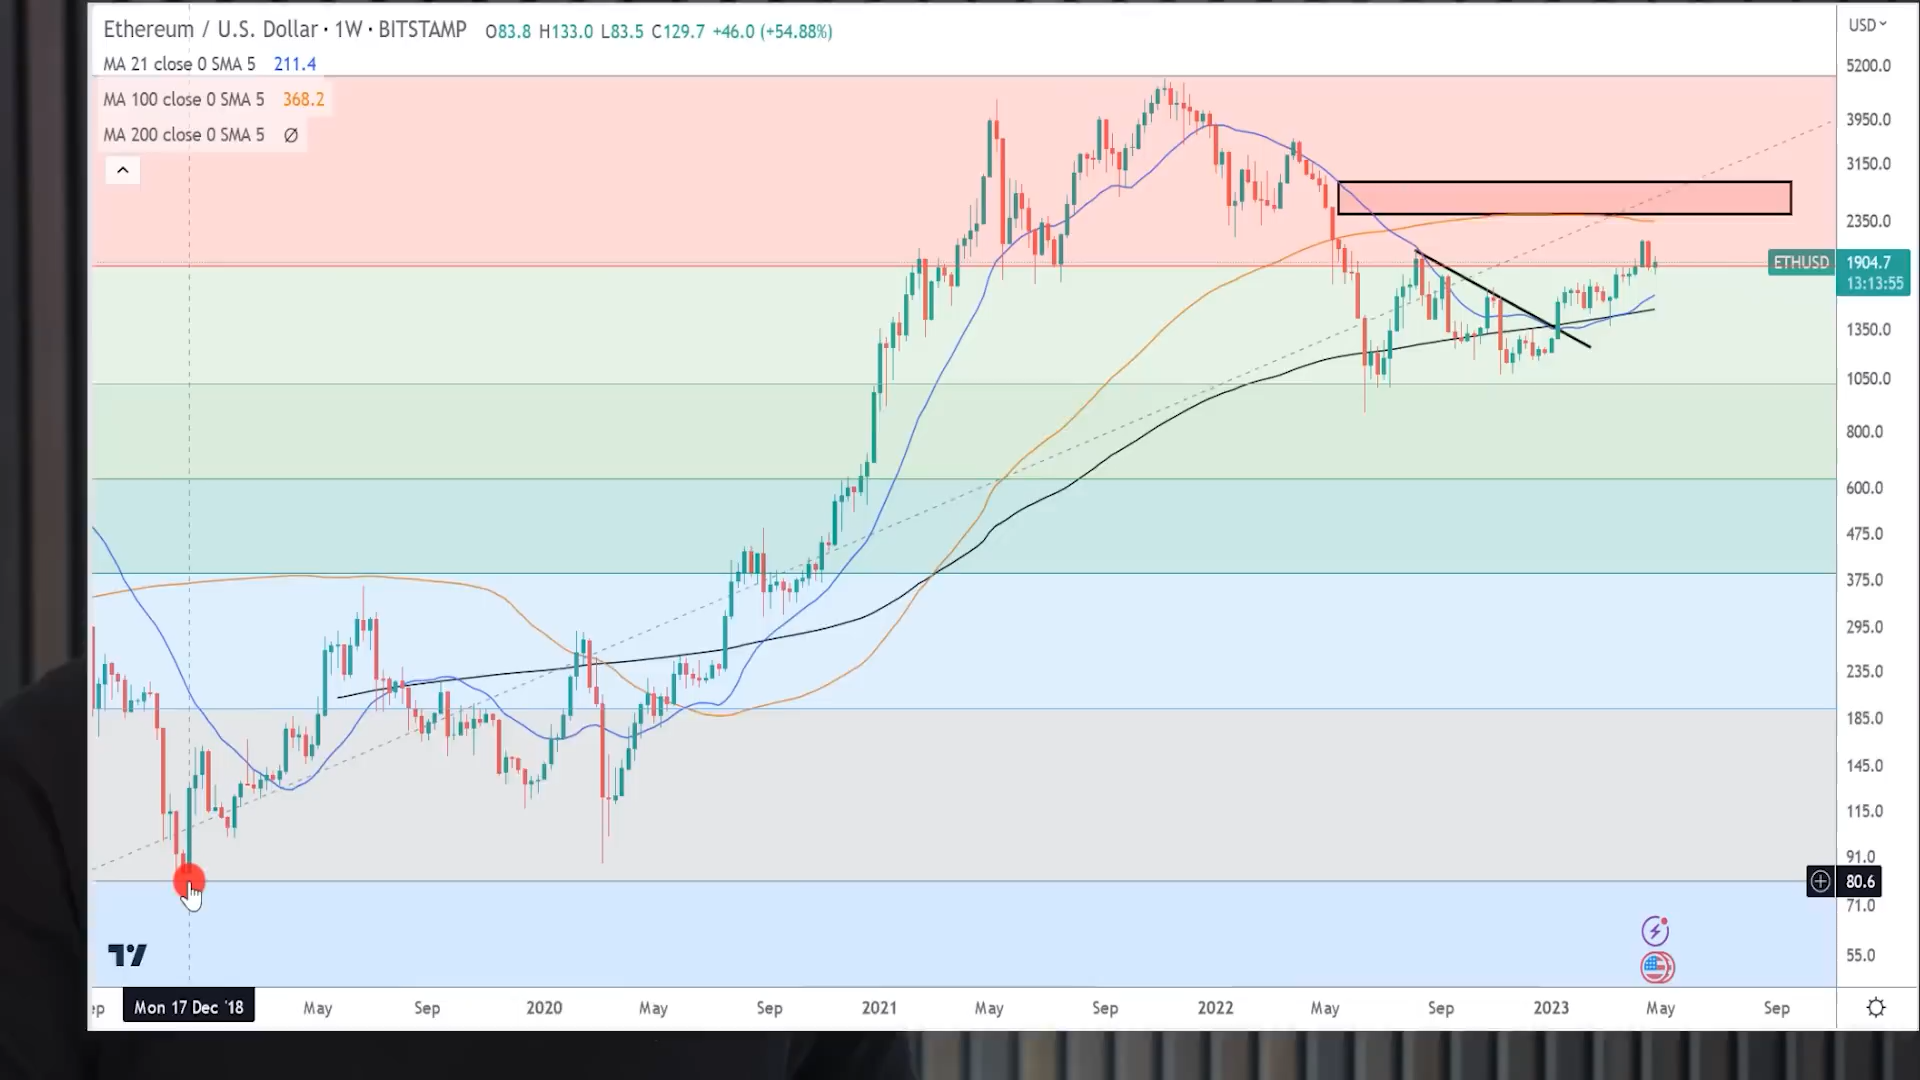 Ethereum / U.S. Dollar · 1W · BITSTAMP O83.8 H133.0 L83.5 C129.7 +46.0 (+54.88%)
MA 21 close 0 SMA 5 211.4
MA 100 close 0 SMA 5 368.2
MA 200 close 0 SMA 5 Ø
USD
5200.0
3950.0
3150.0
2350.0
ETHUSD 1904.7
13:13:55
1350.0
1050.0
800.0
600.0
475.0
375.0
295.0
235.0
185.0
145.0
115.0
91.0
80.6
71.0
55.0
ep Mon 17 Dec '18 May Sep 2020 May Sep 2021 May Sep 2022 May Sep 2023 May Sep